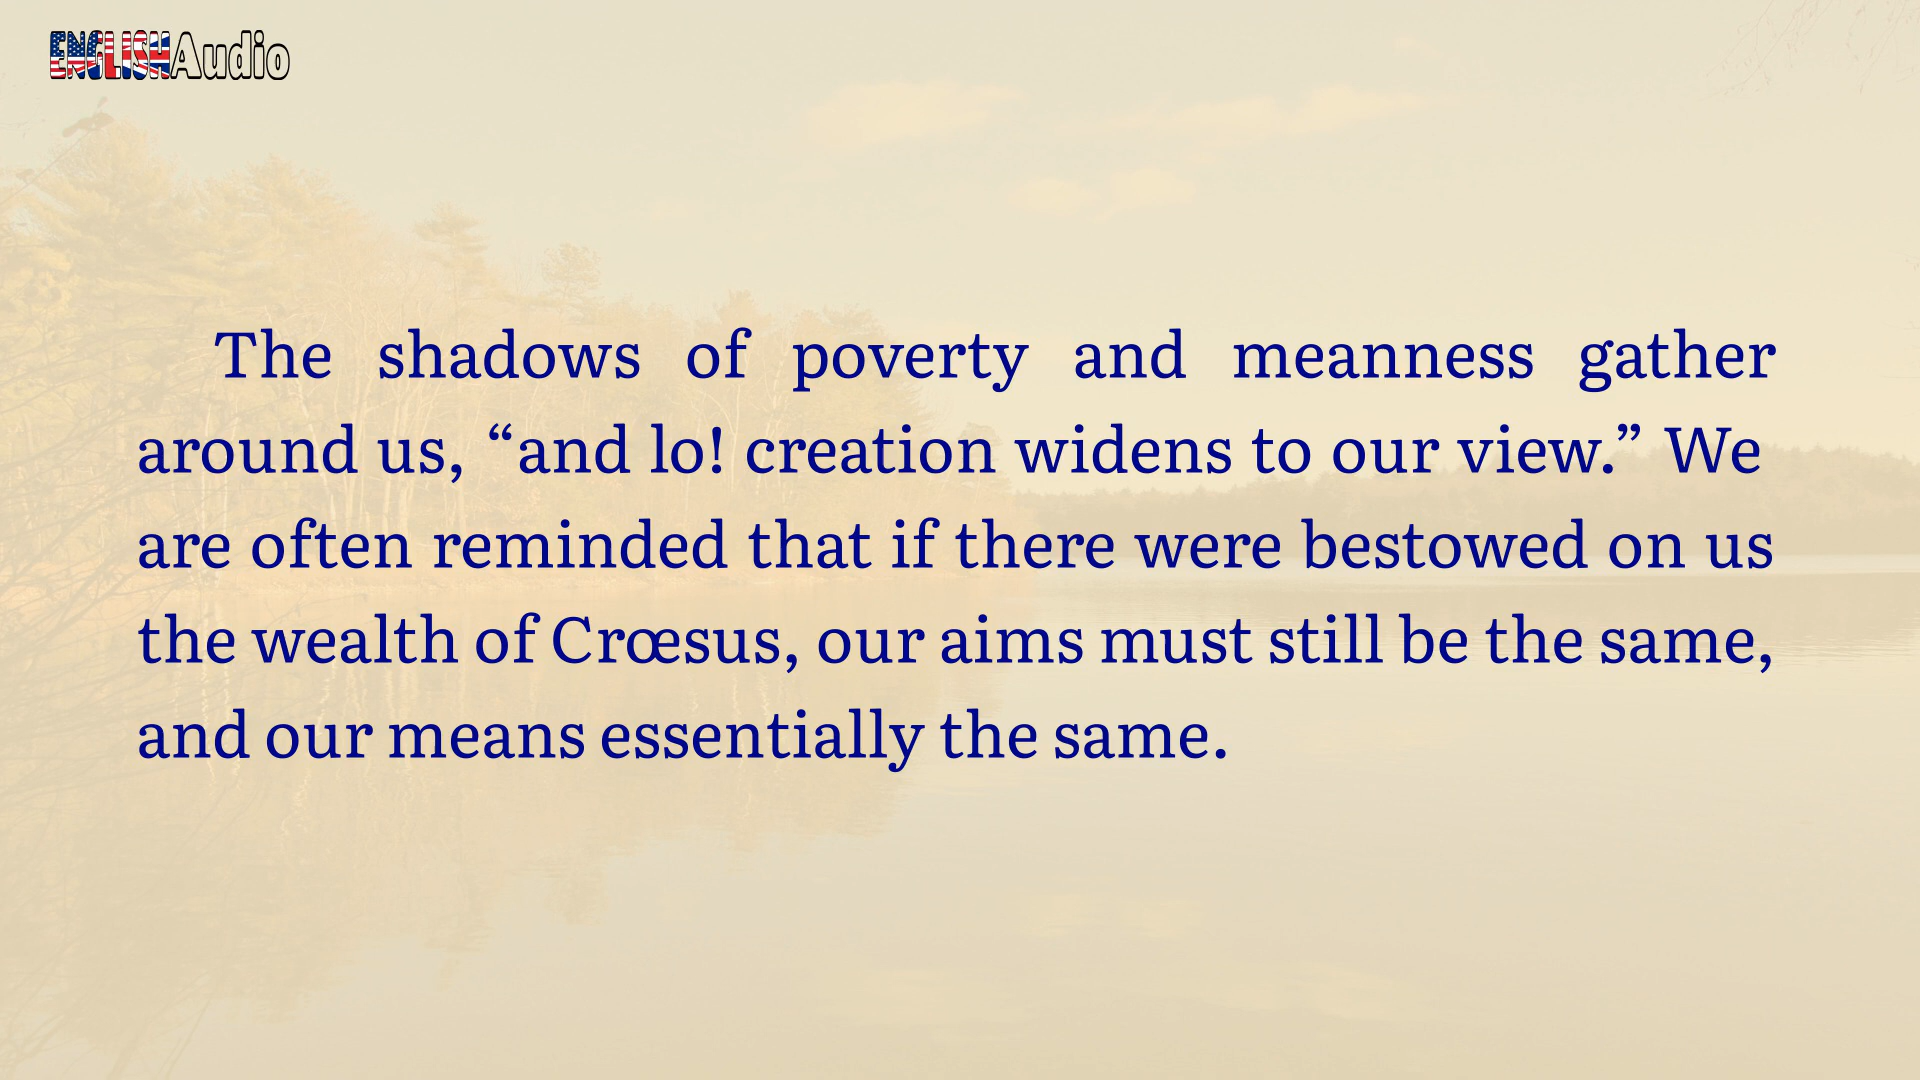 ENGLISHAudio
The shadows of poverty and meanness gather
around us, “and lo! creation widens to our view.” We
are often reminded that if there were bestowed on us
the wealth of Crœsus, our aims must still be the same,
and our means essentially the same.